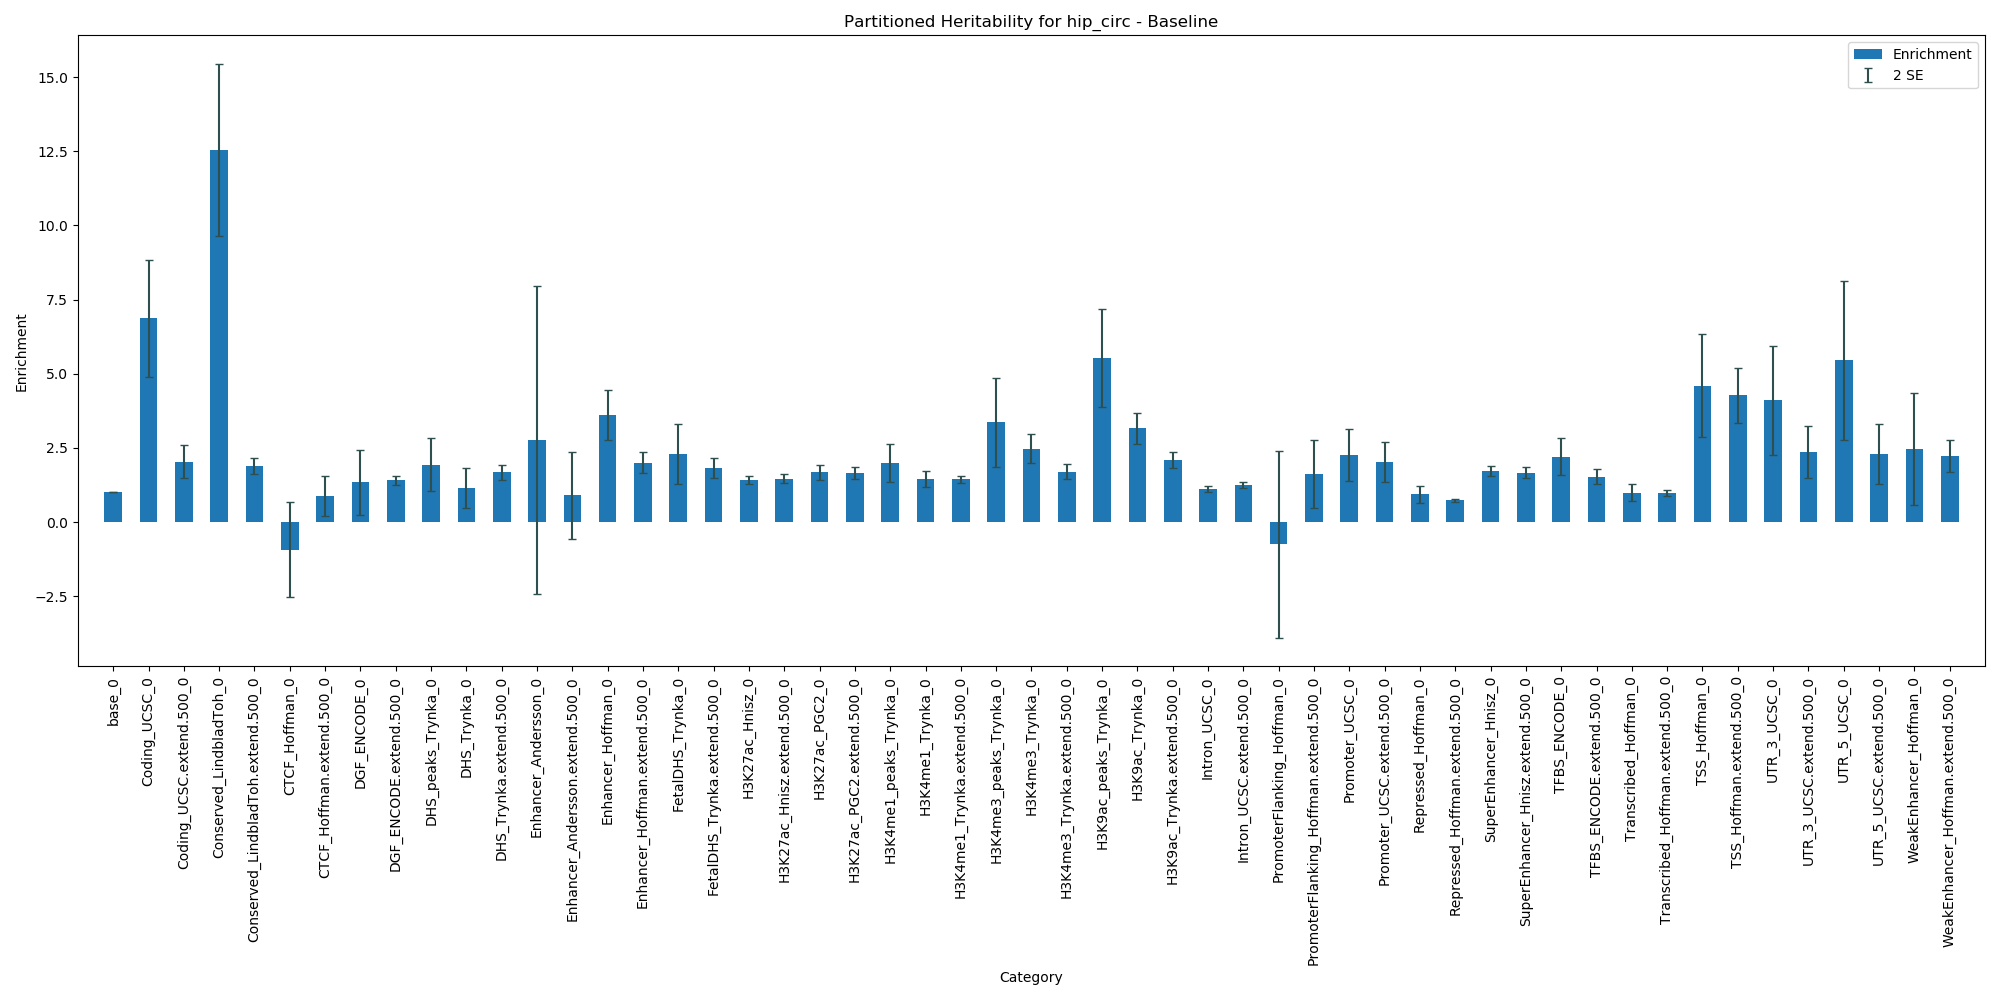 Partitioned Heritability for hip_circ - Baseline
Enrichment
2 SE
Enrichment
15.0
12.5
10.0
7.5
5.0
2.5
0.0
−2.5
base_0
Coding_UCSC_0
Coding_UCSC.extend.500_0
Conserved_LindbladToh_0
Conserved_LindbladToh.extend.500_0
CTCF_Hoffman_0
CTCF_Hoffman.extend.500_0
DGF_ENCODE_0
DGF_ENCODE.extend.500_0
DHS_peaks_Trynka_0
DHS_Trynka_0
DHS_Trynka.extend.500_0
Enhancer_Andersson_0
Enhancer_Andersson.extend.500_0
Enhancer_Hoffman_0
Enhancer_Hoffman.extend.500_0
FetalDHS_Trynka_0
FetalDHS_Trynka.extend.500_0
H3K27ac_Hnisz_0
H3K27ac_Hnisz.extend.500_0
H3K27ac_PGC2_0
H3K27ac_PGC2.extend.500_0
H3K4me1_peaks_Trynka_0
H3K4me1_Trynka_0
H3K4me1_Trynka.extend.500_0
H3K4me3_peaks_Trynka_0
H3K4me3_Trynka_0
H3K4me3_Trynka.extend.500_0
H3K9ac_peaks_Trynka_0
H3K9ac_Trynka_0
H3K9ac_Trynka.extend.500_0
Intron_UCSC_0
Intron_UCSC.extend.500_0
PromoterFlanking_Hoffman_0
PromoterFlanking_Hoffman.extend.500_0
Promoter_UCSC_0
Promoter_UCSC.extend.500_0
Repressed_Hoffman_0
Repressed_Hoffman.extend.500_0
SuperEnhancer_Hnisz_0
SuperEnhancer_Hnisz.extend.500_0
TFBS_ENCODE_0
TFBS_ENCODE.extend.500_0
Transcribed_Hoffman_0
Transcribed_Hoffman.extend.500_0
TSS_Hoffman_0
TSS_Hoffman.extend.500_0
UTR_3_UCSC_0
UTR_3_UCSC.extend.500_0
UTR_5_UCSC_0
UTR_5_UCSC.extend.500_0
WeakEnhancer_Hoffman_0
WeakEnhancer_Hoffman.extend.500_0
Category